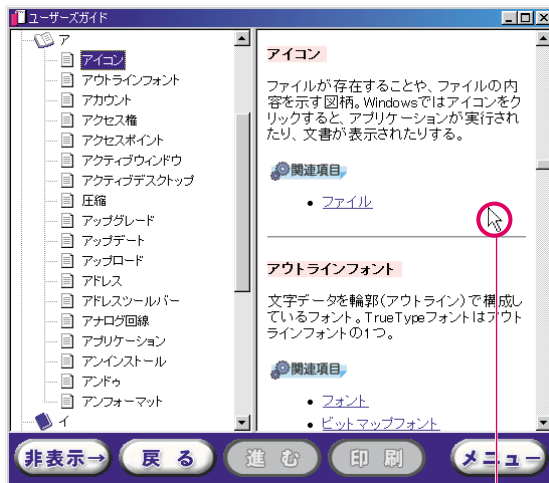 ユーザーズガイド
ア
アイコン
アウトラインフォント
アカウント
アクセス権
アクセスポイント
アクティブウィンドウ
アクティブデスクトップ
圧縮
アップグレード
アップデート
アップロード
アドレス
アドレスツールバー
アナログ回線
アプリケーション
アンインストール
アンドゥ
アンフォーマット
イ
アイコン
ファイルが存在することや、ファイルの内
容を示す図柄。Windowsではアイコンをク
リックすると、アプリケーションが実行され
たり、文書が表示されたりする。
関連項目
ファイル
アウトラインフォント
文字データを輪郭(アウトライン)で構成し
ているフォント。TrueTypeフォントはアウト
ラインフォントの1つ。
関連項目
フォント
ビットマップフォント
非表示→ 戻る 進む 印刷 メニュー